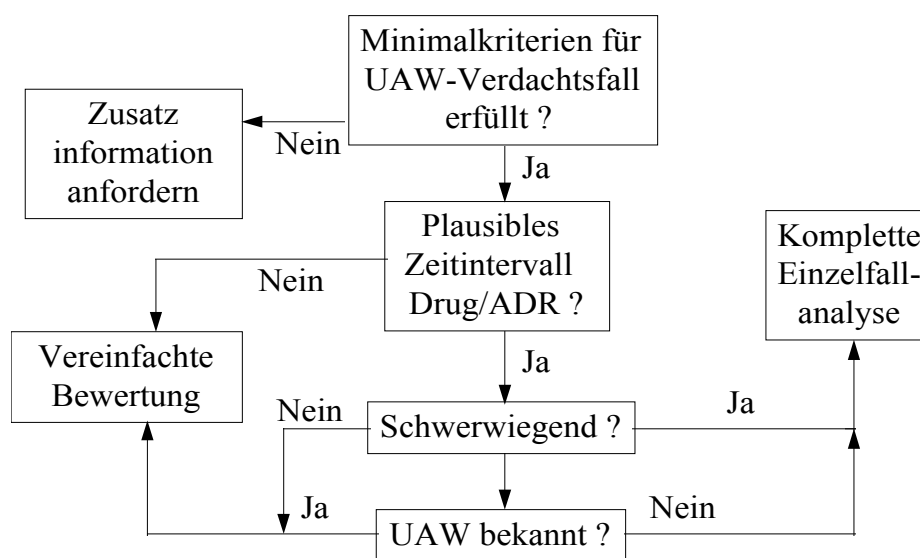 Minimalkriterien für
UAW-Verdachtsfall
erfüllt ?
Nein
Zusatz
information
anfordern
Ja
Plausibles
Zeitintervall
Drug/ADR ?
Nein
Komplette
Einzelfall-
analyse
Vereinfachte
Bewertung
Ja
Nein
Schwerwiegend ?
Ja
Ja
UAW bekannt ?
Nein